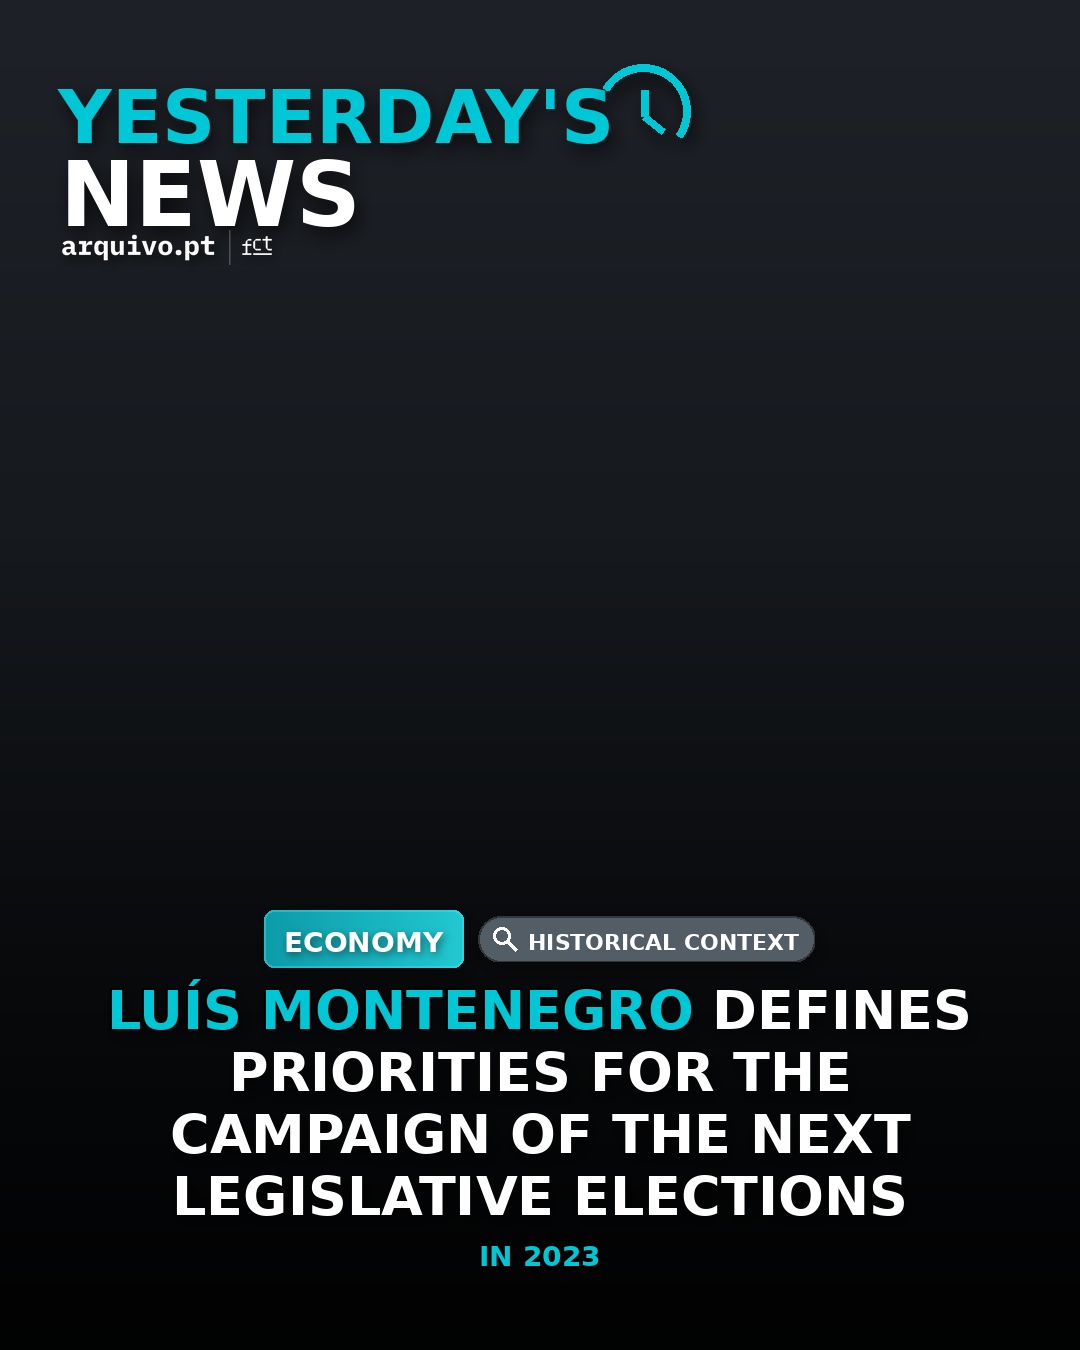 YESTERDAY'S
NEWS
arquivo.pt | fct
ECONOMY
HISTORICAL CONTEXT
LUÍS MONTENEGRO DEFINES
PRIORITIES FOR THE
CAMPAIGN OF THE NEXT
LEGISLATIVE ELECTIONS
IN 2023